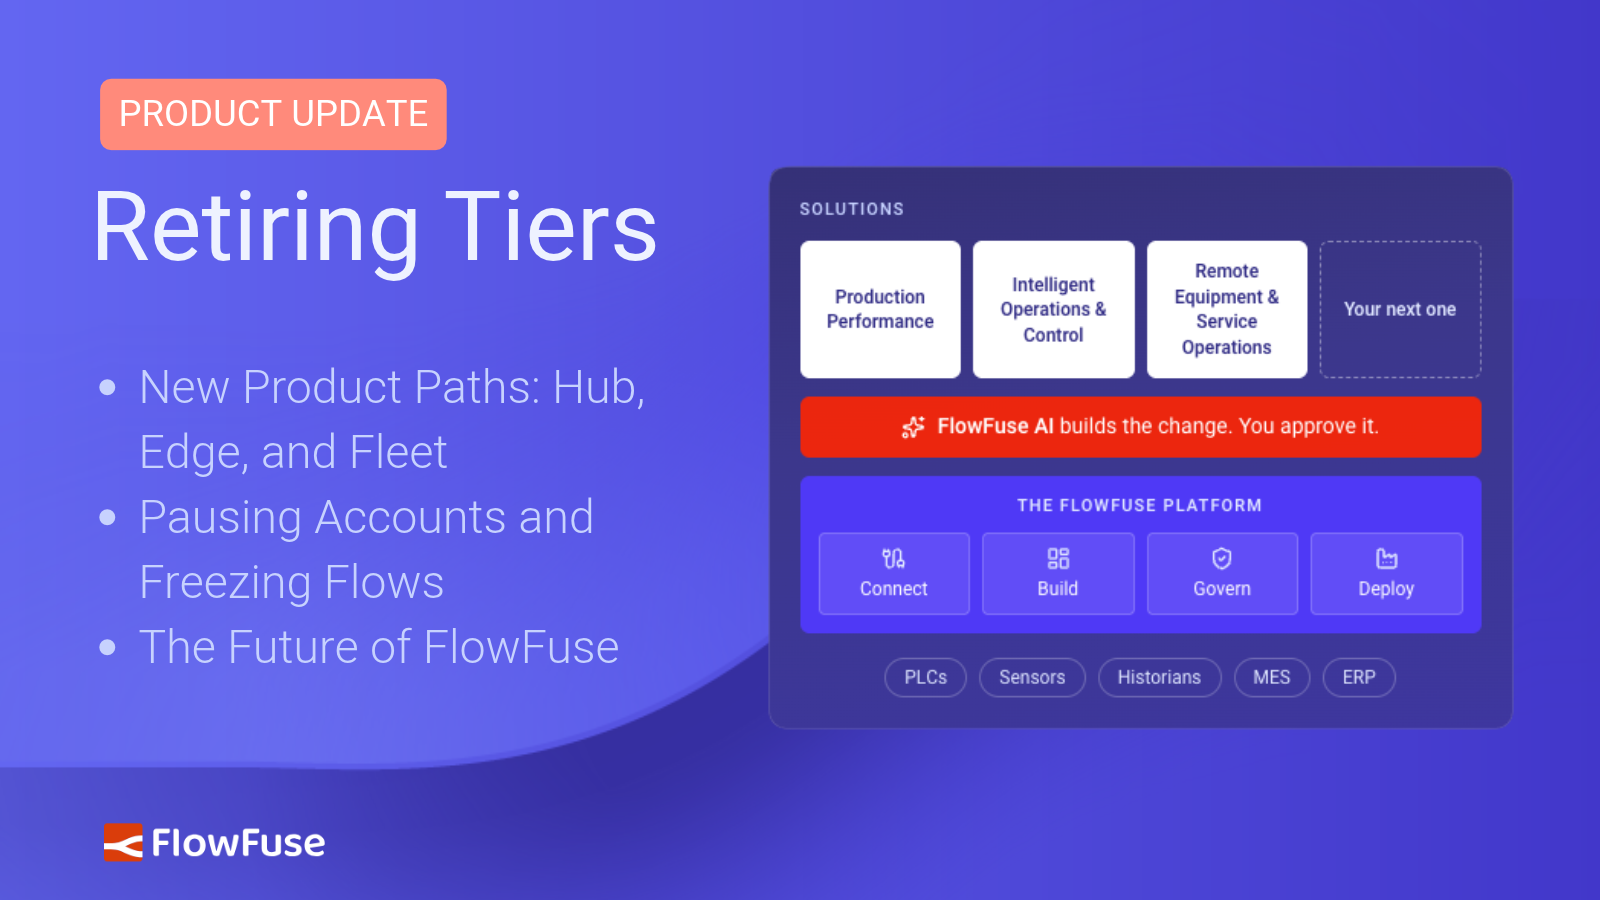 PRODUCT UPDATE
Retiring Tiers
• New Product Paths: Hub,
Edge, and Fleet
• Pausing Accounts and
Freezing Flows
• The Future of FlowFuse
FlowFuse
SOLUTIONS
Production
Performance
Intelligent
Operations &
Control
Remote
Equipment &
Service
Operations
Your next one
FlowFuse AI builds the change. You approve it.
THE FLOWFUSE PLATFORM
Connect
Build
Govern
Deploy
PLCs
Sensors
Historians
MES
ERP